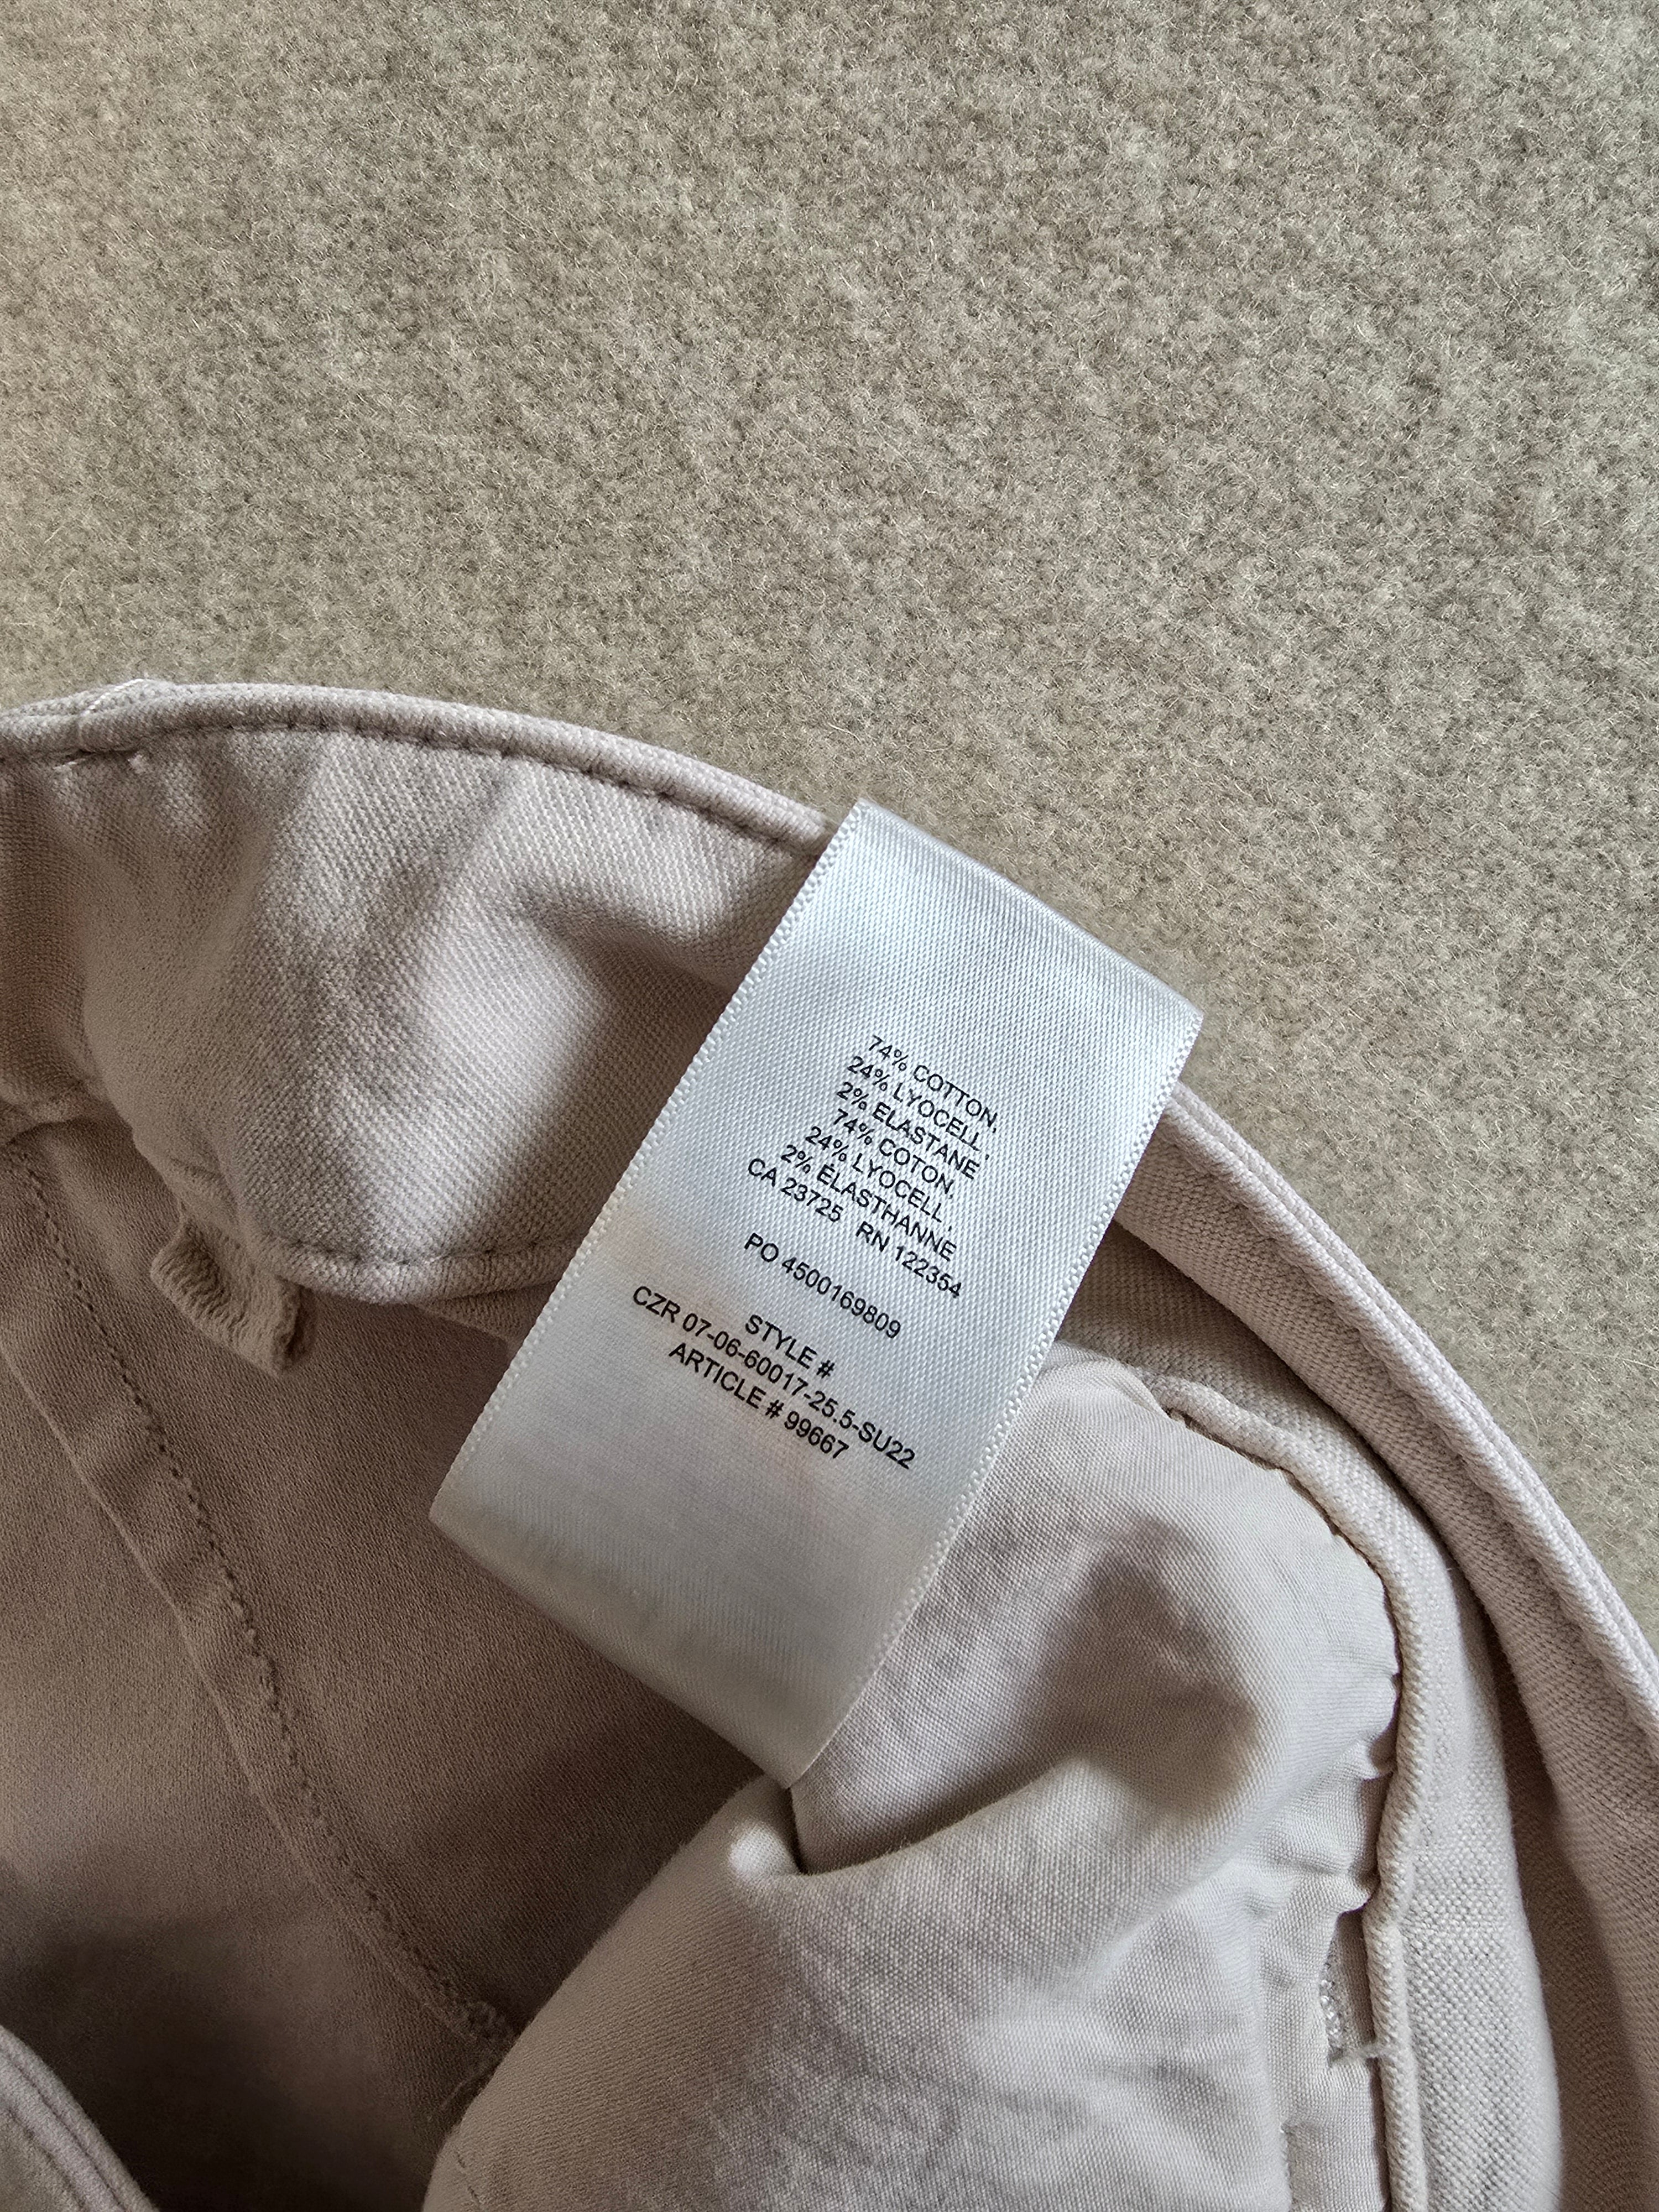 74% COTTON,
24% LYOCELL,
2% ELASTANE
74% COTON,
24% LYOCELL,
2% ÉLASTHANNE
CA 23725 RN 122354
PO 4500169809
STYLE #
CZR 07-06-60017-25.5-SU22
ARTICLE # 99667